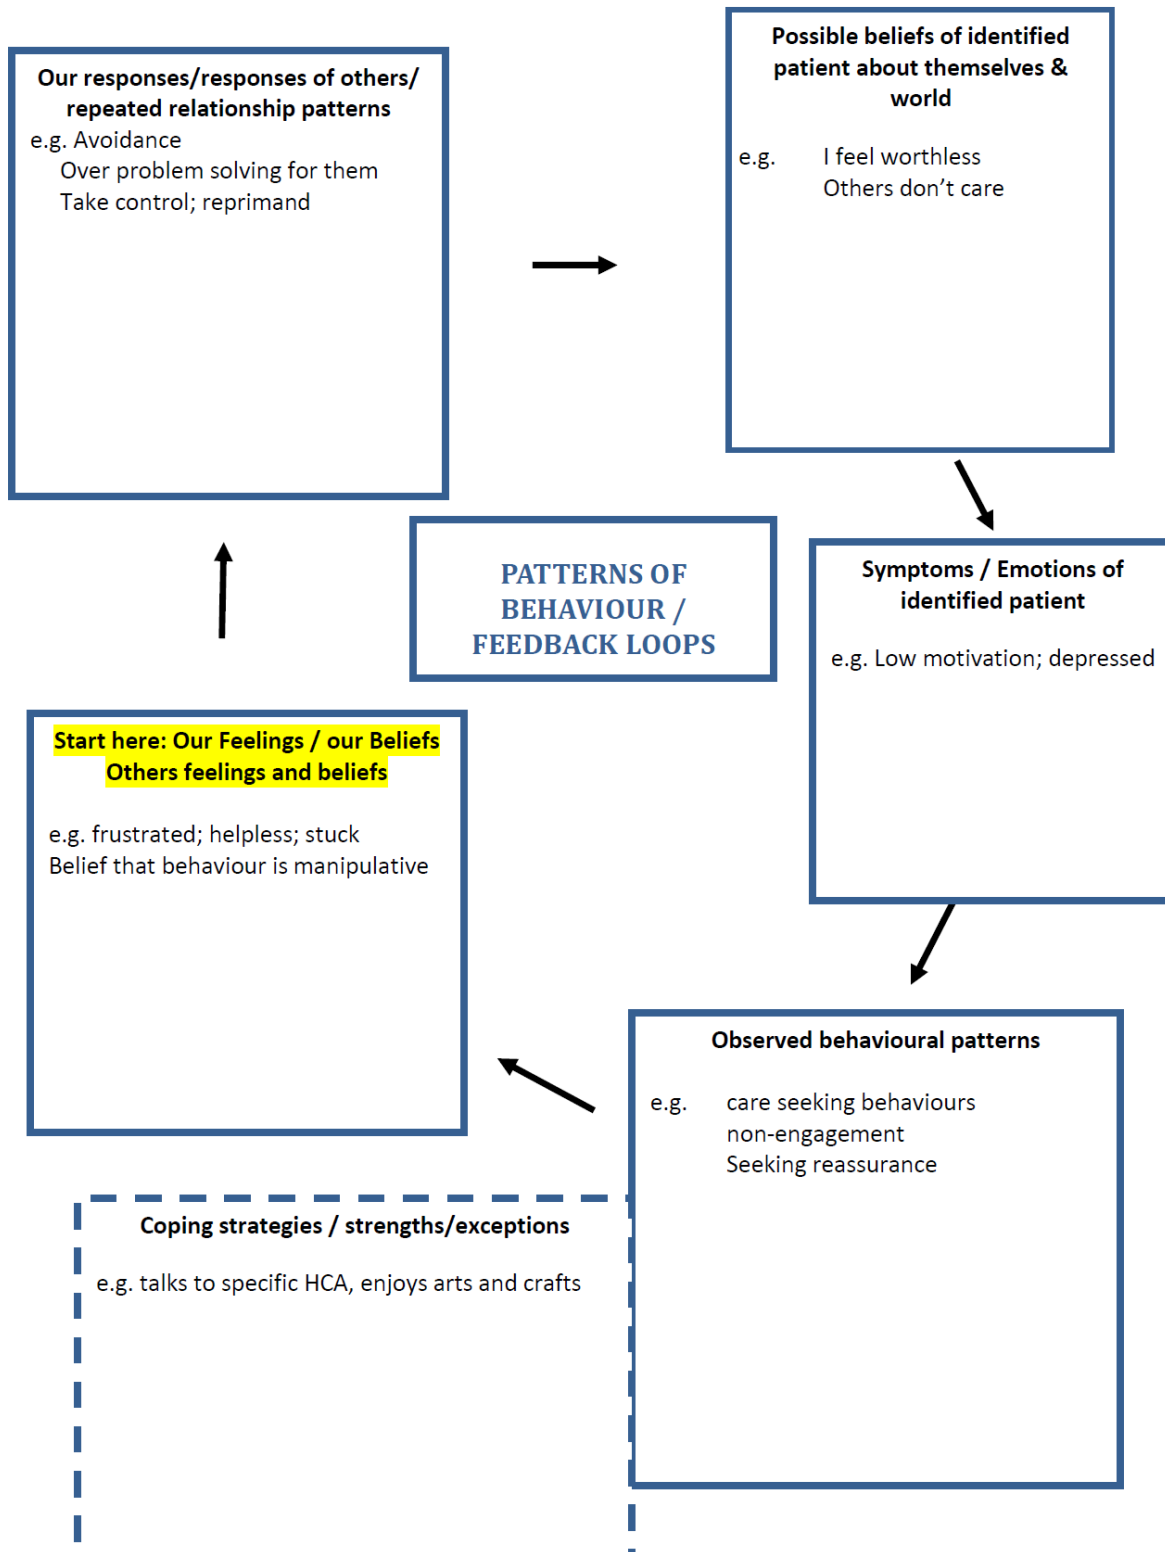 Our responses/responses of others/
repeated relationship patterns
e.g. Avoidance
Over problem solving for them
Take control; reprimand
Possible beliefs of identified
patient about themselves &
world
e.g. I feel worthless
Others don’t care
PATTERNS OF
BEHAVIOUR /
FEEDBACK LOOPS
Symptoms / Emotions of
identified patient
e.g. Low motivation; depressed
Start here: Our Feelings / our Beliefs
Others feelings and beliefs
e.g. frustrated; helpless; stuck
Belief that behaviour is manipulative
Observed behavioural patterns
e.g. care seeking behaviours
non-engagement
Seeking reassurance
Coping strategies / strengths/exceptions
e.g. talks to specific HCA, enjoys arts and crafts